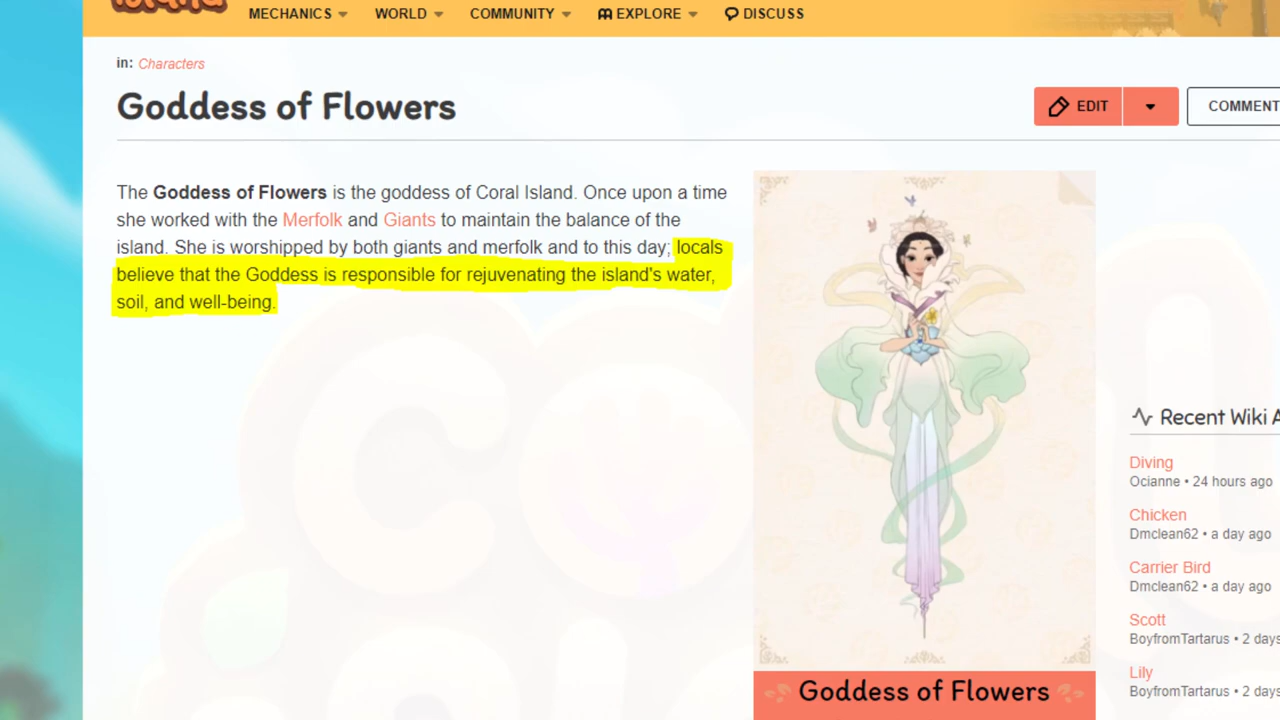 Island
MECHANICS
WORLD
COMMUNITY
EXPLORE
DISCUSS
in: Characters
Goddess of Flowers
EDIT
COMMENT
The Goddess of Flowers is the goddess of Coral Island. Once upon a time
she worked with the Merfolk and Giants to maintain the balance of the
island. She is worshipped by both giants and merfolk and to this day; locals
believe that the Goddess is responsible for rejuvenating the island's water,
soil, and well-being.
Goddess of Flowers
Recent Wiki A
Diving
Ocianne • 24 hours ago
Chicken
Dmclean62 • a day ago
Carrier Bird
Dmclean62 • a day ago
Scott
BoyfromTartarus • 2 days
Lily
BoyfromTartarus • 2 days